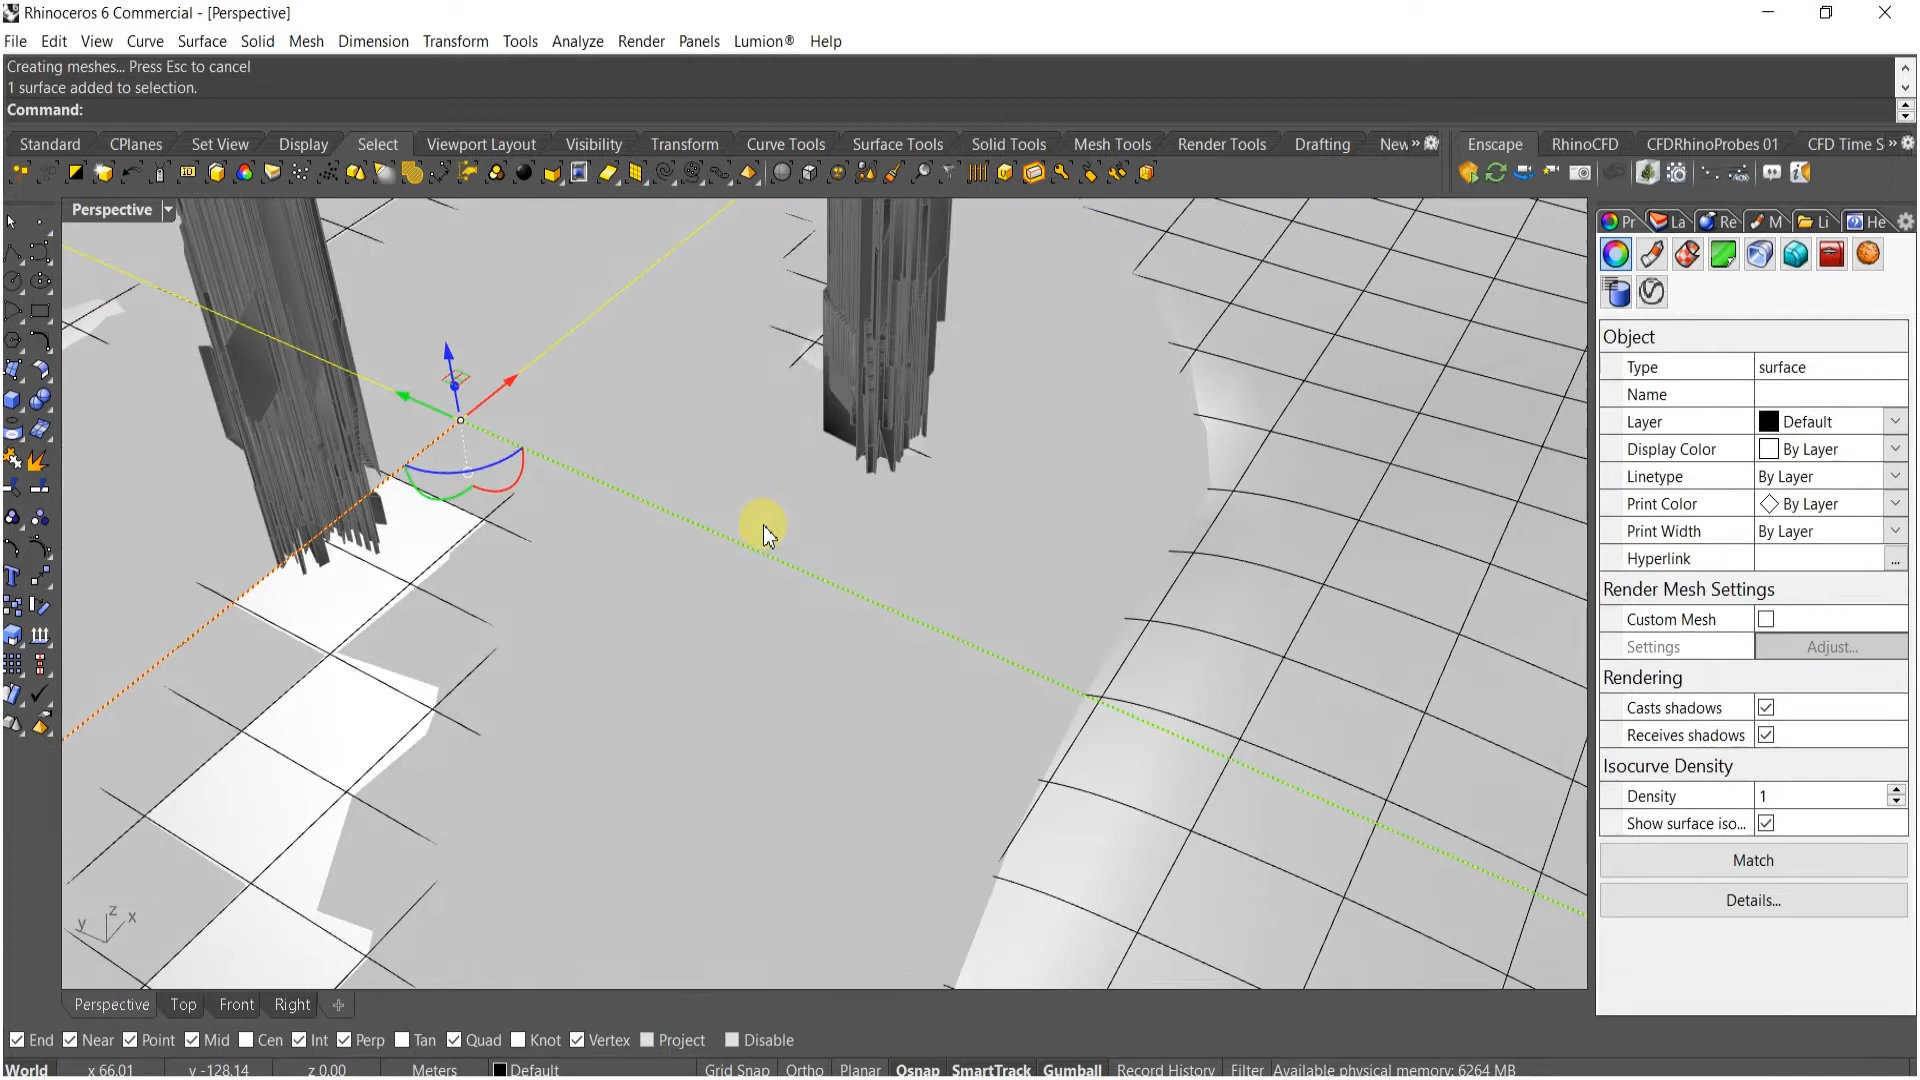 Rhinoceros 6 Commercial - [Perspective]
File Edit View Curve Surface Solid Mesh Dimension Transform Tools Analyze Render Panels Lumion® Help
Creating meshes... Press Esc to cancel
1 surface added to selection.
Command:
Standard CPlanes Set View Display Select Viewport Layout Visibility Transform Curve Tools Surface Tools Solid Tools Mesh Tools Render Tools Drafting New » Enscape RhinoCFD CFDRhinoProbes 01 CFD Time S »
Perspective
Pr La Re M Li He
Object
Type surface
Name
Layer Default
Display Color By Layer
Linetype By Layer
Print Color By Layer
Print Width By Layer
Hyperlink ...
Render Mesh Settings
Custom Mesh
Settings Adjust...
Rendering
Casts shadows
Receives shadows
Isocurve Density
Density 1
Show surface iso...
Match
Details...
z
y x
Perspective Top Front Right
End Near Point Mid Cen Int Perp Tan Quad Knot Vertex Project Disable
World x 66.01 y -128.14 z 0.00 Meters Default Grid Snap Ortho Planar Osnap SmartTrack Gumball Record History Filter Available physical memory: 6264 MB